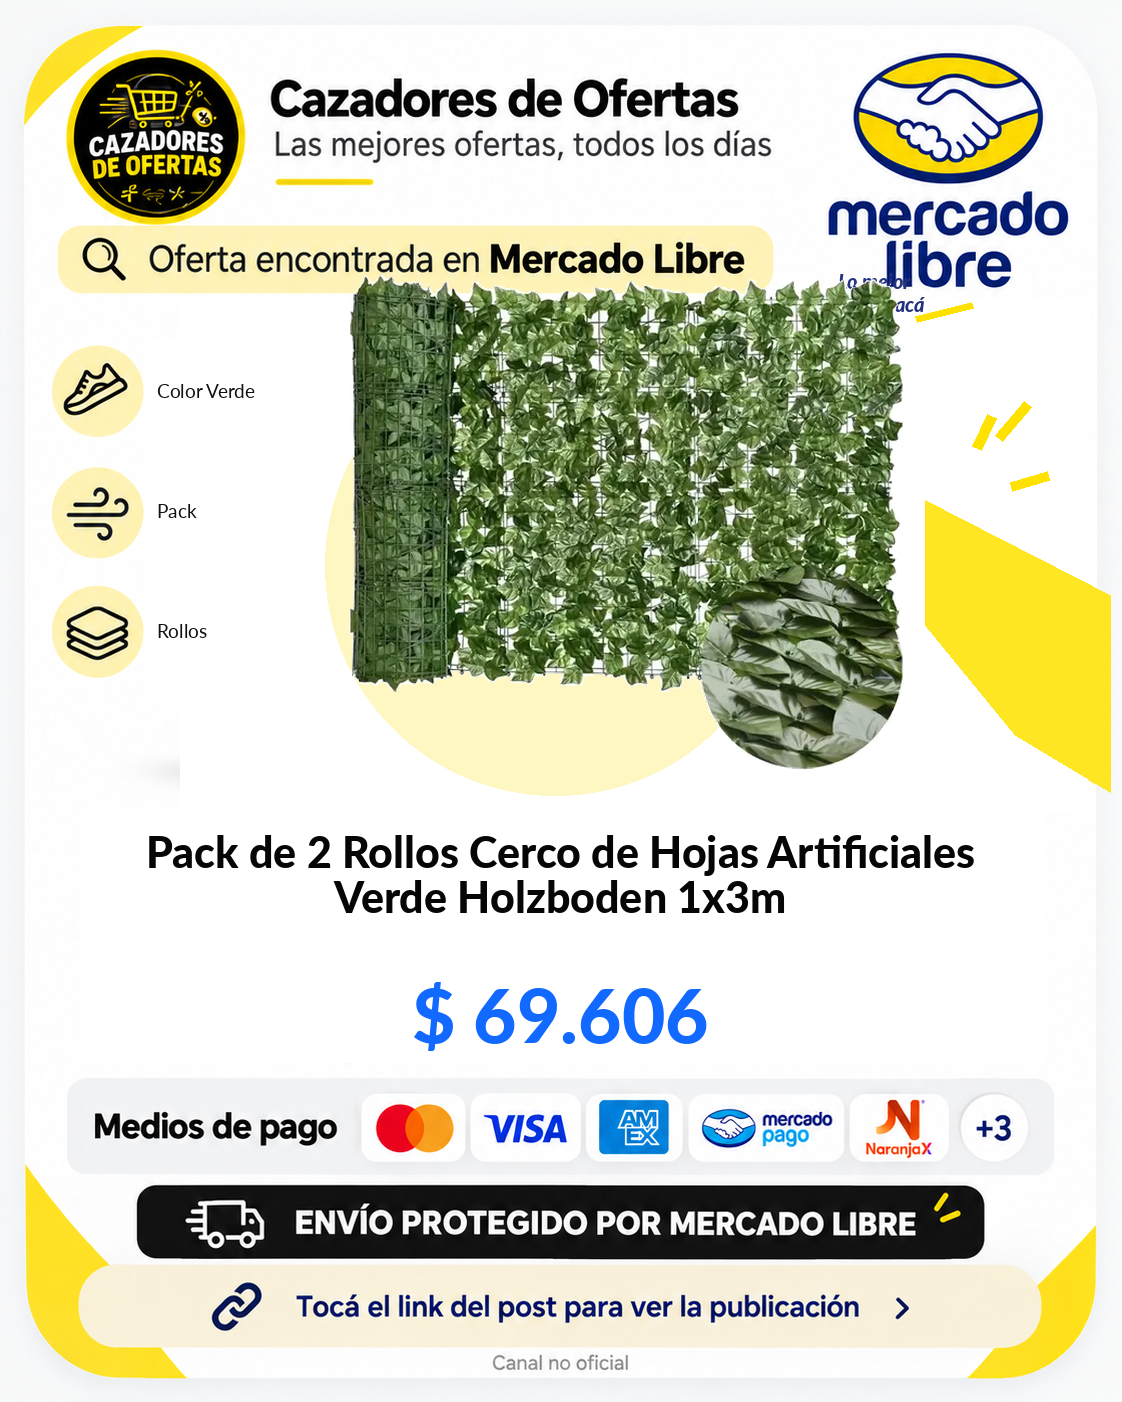 CAZADORES
DE OFERTAS
Cazadores de Ofertas
Las mejores ofertas, todos los días
mercado
libre
Oferta encontrada en Mercado Libre
Lo mejor
acá
Color Verde
Pack
Rollos
Pack de 2 Rollos Cerco de Hojas Artificiales
Verde Holzboden 1x3m
$ 69.606
Medios de pago
VISA
AM
EX
mercado
pago
NaranjaX
+3
ENVÍO PROTEGIDO POR MERCADO LIBRE
Tocá el link del post para ver la publicación
Canal no oficial